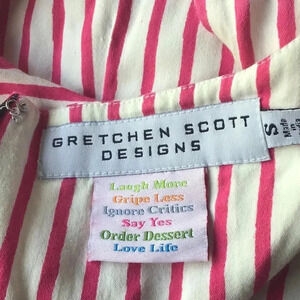 GRETCHEN SCOTT
DESIGNS
S
Laugh More
Gripe Less
Ignore Critics
Say Yes
Order Dessert
Love Life